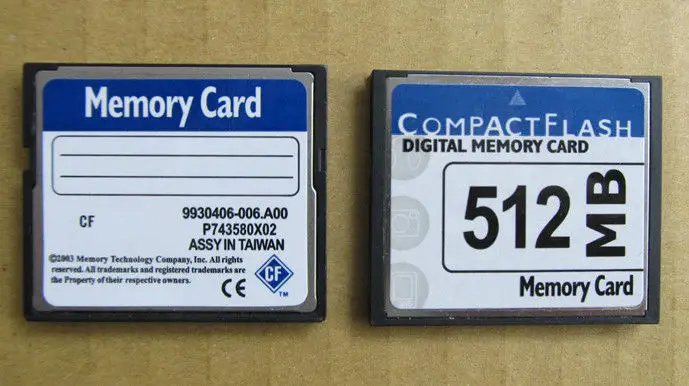 Memory Card
CF
9930406-006.A00
P743580X02
ASSY IN TAIWAN
©2003 Memory Technology Company, Inc. All rights
reserved. All trademarks and registered trademarks are
the Property of their respective owners.
CE
CF
TM
COMPACTFLASH
DIGITAL MEMORY CARD
512
MB
Memory Card